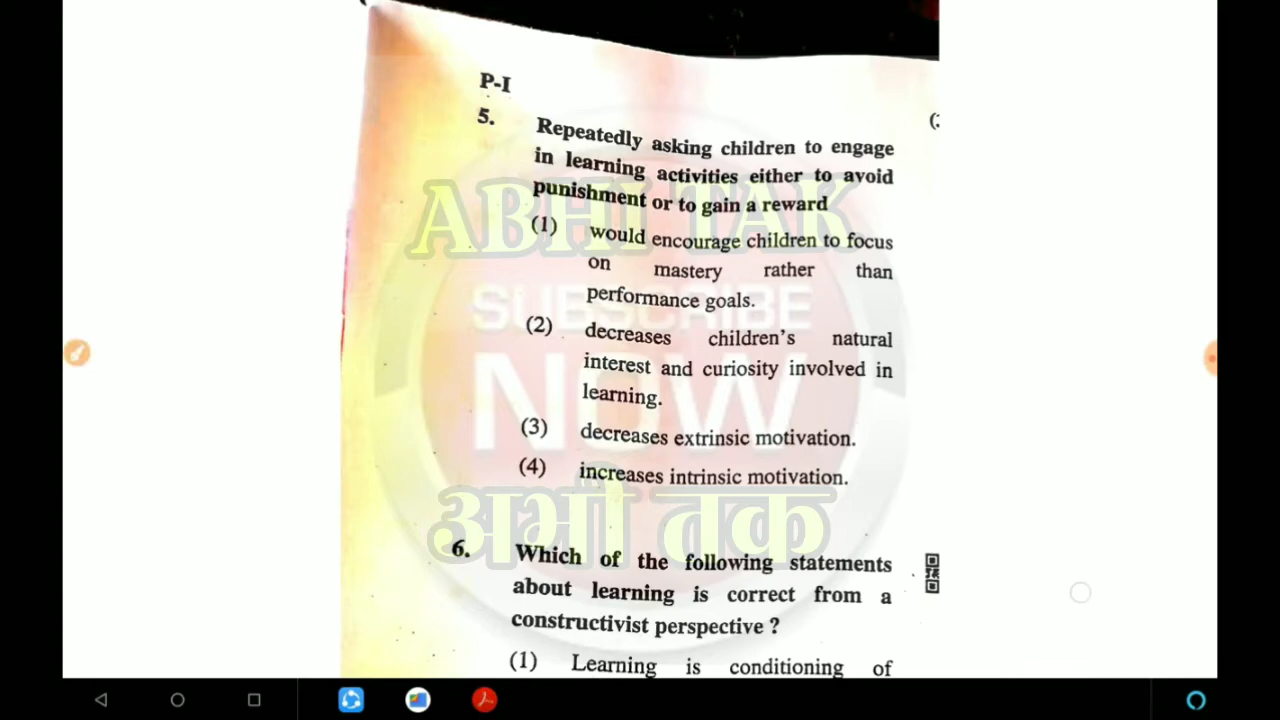 P-I
(:
5. Repeatedly asking children to engage
in learning activities either to avoid
punishment or to gain a reward
(1) would encourage children to focus
on mastery rather than
performance goals.
(2) decreases children's natural
interest and curiosity involved in
learning.
(3) decreases extrinsic motivation.
(4) increases intrinsic motivation.
6. Which of the following statements
about learning is correct from a
constructivist perspective ?
(1) Learning is conditioning of
ABHI TAK
SUBSCRIBE
NOW
अभी तक